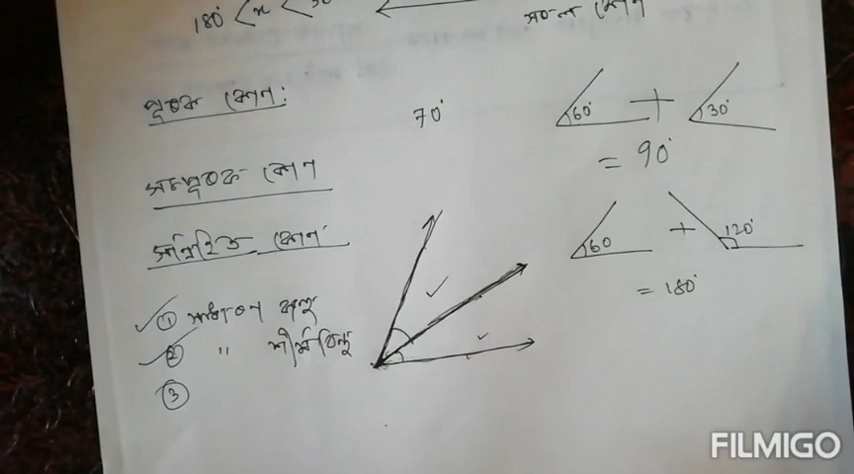 180° < x < 
সরল কোণ
পূরক কোণ:
70°
60° + 30°
= 90°
সম্পূরক কোণ
60 + 120°
= 180°
সন্নিহিত কোণ:
① সাধারণ বাহু
② " শীর্ষবিন্দু
③
FILMIGO